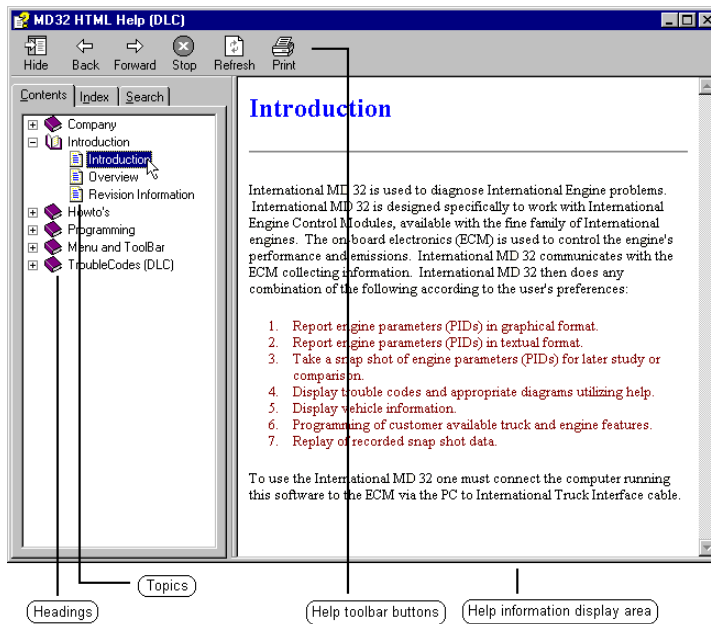 MD32 HTML Help (DLC)
Hide Back Forward Stop Refresh Print
Contents Index Search
Company
Introduction
Introduction
Overview
Revision Information
Howto's
Programming
Menu and ToolBar
TroubleCodes (DLC)
Introduction
International MD 32 is used to diagnose International Engine problems.
International MD 32 is designed specifically to work with International
Engine Control Modules, available with the fine family of International
engines. The on-board electronics (ECM) is used to control the engine's
performance and emissions. International MD 32 communicates with the
ECM collecting information. International MD 32 then does any
combination of the following according to the user's preferences:
1. Report engine parameters (PIDs) in graphical format.
2. Report engine parameters (PIDs) in textual format.
3. Take a snap shot of engine parameters (PIDs) for later study or
comparison.
4. Display trouble codes and appropriate diagrams utilizing help.
5. Display vehicle information.
6. Programming of customer available truck and engine features.
7. Replay of recorded snap shot data.
To use the International MD 32 one must connect the computer running
this software to the ECM via the PC to International Truck Interface cable.
Topics
Headings
Help toolbar buttons
Help information display area